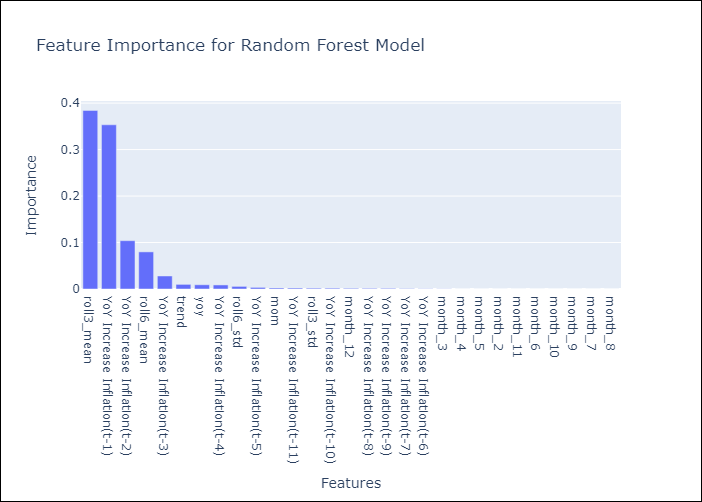 Feature Importance for Random Forest Model
Importance
0.4
0.3
0.2
0.1
0
roll3_mean
YoY Increase Inflation(t-1)
YoY Increase Inflation(t-2)
roll6_mean
YoY Increase Inflation(t-3)
trend
yoy
YoY Increase Inflation(t-4)
roll6_std
YoY Increase Inflation(t-5)
mom
YoY Increase Inflation(t-11)
roll3_std
YoY Increase Inflation(t-10)
month_12
YoY Increase Inflation(t-8)
YoY Increase Inflation(t-9)
YoY Increase Inflation(t-7)
YoY Increase Inflation(t-6)
month_3
month_4
month_5
month_2
month_11
month_6
month_10
month_9
month_7
month_8
Features